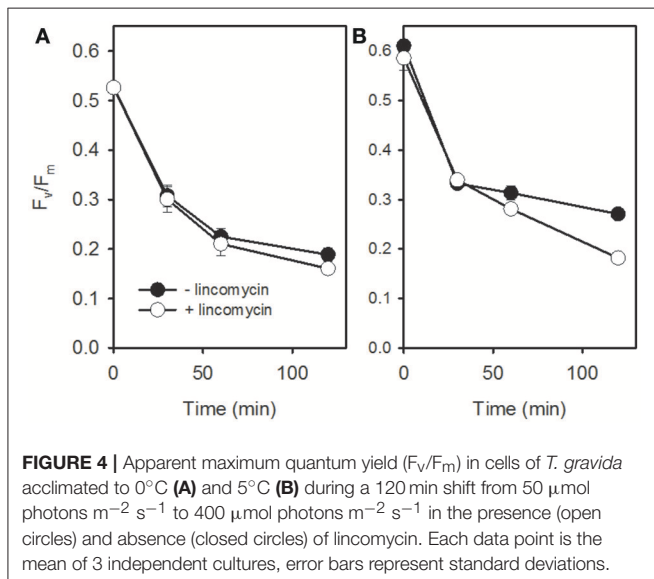 A
B
0.6
0.5
0.4
0.3
0.2
0.1
0.6
0.5
0.4
0.3
0.2
0.1
0.0
Fv/Fm
- lincomycin
+ lincomycin
0 50 100
0 50 100
Time (min)
Time (min)
FIGURE 4 | Apparent maximum quantum yield (Fv/Fm) in cells of T. gravida
acclimated to 0°C (A) and 5°C (B) during a 120 min shift from 50 μmol
photons m−2 s−1 to 400 μmol photons m−2 s−1 in the presence (open
circles) and absence (closed circles) of lincomycin. Each data point is the
mean of 3 independent cultures, error bars represent standard deviations.